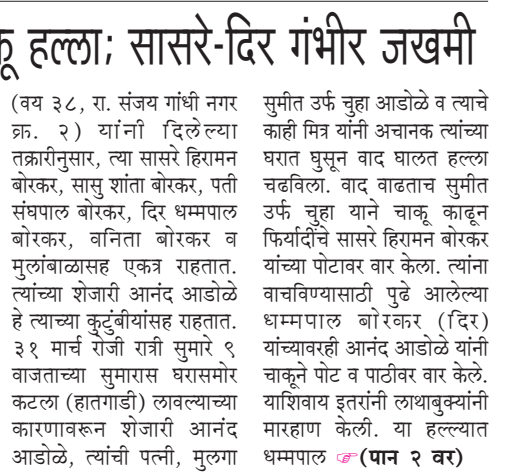 हल्ला; सासरे-दिर गंभीर जखमी
(वय ३८, रा. संजय गांधी नगर
क्र. २) यांनी दिलेल्या
तक्रारीनुसार, त्या सासरे हिरामन
बोरकर, सासु शांता बोरकर, पती
संघपाल बोरकर, दिर धम्मपाल
बोरकर, वनिता बोरकर व
मुलांबाळासह एकत्र राहतात.
त्यांच्या शेजारी आनंद आडोळे
हे त्याच्या कुटुंबीयांसह राहतात.
३१ मार्च रोजी रात्री सुमारे ९
वाजताच्या सुमारास घरासमोर
कटला (हातगाडी) लावल्याच्या
कारणावरून शेजारी आनंद
आडोळे, त्यांची पत्नी, मुलगा
सुमीत उर्फ चुहा आडोळे व त्याचे
काही मित्र यांनी अचानक त्यांच्या
घरात घुसून वाद घालत हल्ला
चढविला. वाद वाढताच सुमीत
उर्फ चुहा याने चाकू काढून
फिर्यादींचे सासरे हिरामन बोरकर
यांच्या पोटावर वार केला. त्यांना
वाचविण्यासाठी पुढे आलेल्या
धम्मपाल बोरकर (दिर)
यांच्यावरही आनंद आडोळे यांनी
चाकूने पोट व पाठीवर वार केले.
याशिवाय इतरांनी लाथाबुक्यांनी
मारहाण केली. या हल्ल्यात
धम्मपाल ☞(पान २ वर)